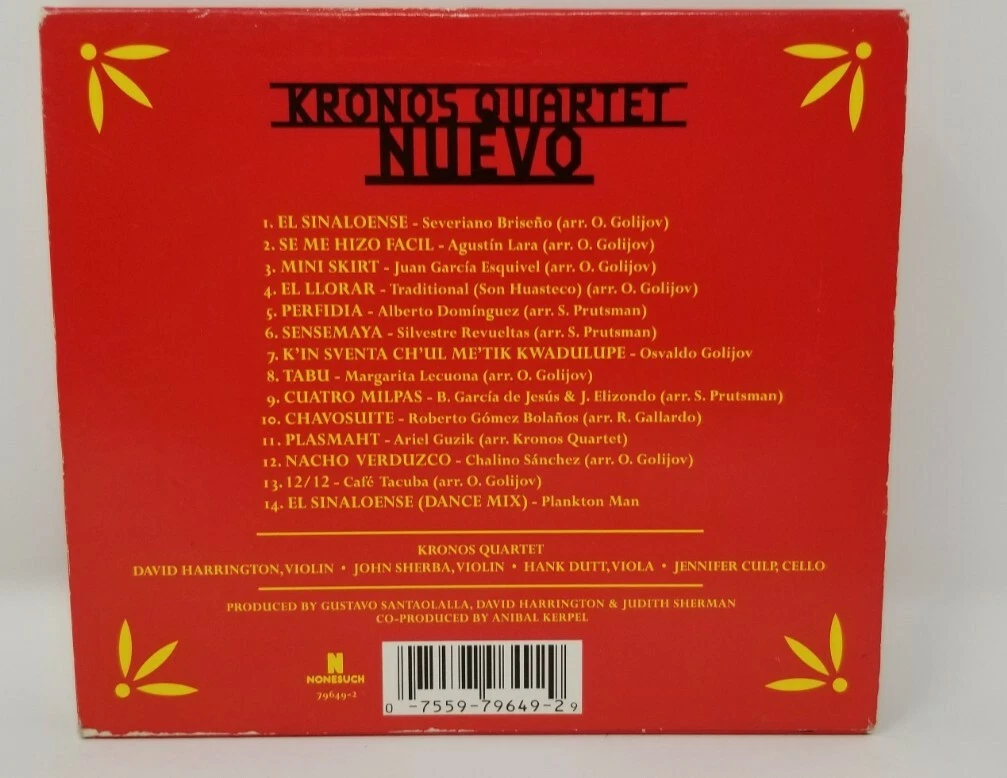 KRONOS QUARTET
NUEVO
1. EL SINALOENSE - Severiano Briseño (arr. O. Golijov)
2. SE ME HIZO FACIL - Agustín Lara (arr. O. Golijov)
3. MINI SKIRT - Juan García Esquivel (arr. O. Golijov)
4. EL LLORAR - Traditional (Son Huasteco) (arr. O. Golijov)
5. PERFIDIA - Alberto Domínguez (arr. S. Prutsman)
6. SENSEMAYA - Silvestre Revueltas (arr. S. Prutsman)
7. K'IN SVENTA CH'UL ME'TIK KWADULUPE - Osvaldo Golijov
8. TABU - Margarita Lecuona (arr. O. Golijov)
9. CUATRO MILPAS - B. García de Jesús & J. Elizondo (arr. S. Prutsman)
10. CHAVOSUITE - Roberto Gómez Bolaños (arr. R. Gallardo)
11. PLASMAHT - Ariel Guzik (arr. Kronos Quartet)
12. NACHO VERDUZCO - Chalino Sánchez (arr. O. Golijov)
13. 12/12 - Café Tacuba (arr. O. Golijov)
14. EL SINALOENSE (DANCE MIX) - Plankton Man
KRONOS QUARTET
DAVID HARRINGTON, VIOLIN • JOHN SHERBA, VIOLIN • HANK DUTT, VIOLA • JENNIFER CULP, CELLO
PRODUCED BY GUSTAVO SANTAOLALLA, DAVID HARRINGTON & JUDITH SHERMAN
CO-PRODUCED BY ANIBAL KERPEL
N
NONESUCH
79649-2
0 -7559-79649-2 9